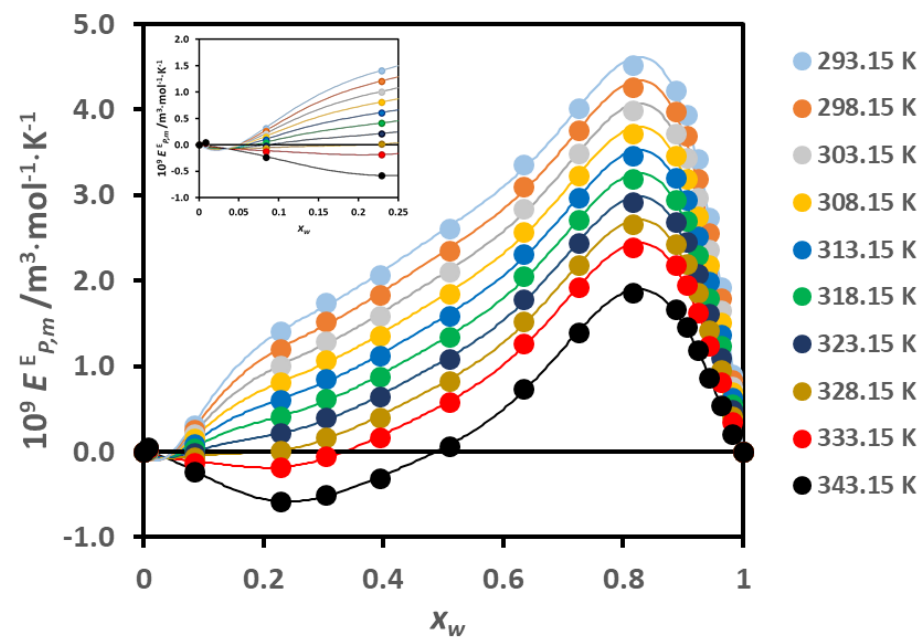 5.0
4.0
3.0
2.0
1.0
0.0
-1.0
10⁹ E ᴱP,m /m³·mol⁻¹·K⁻¹
0
0.2
0.4
0.6
0.8
1
xw
2.0
1.5
1.0
0.5
0.0
-0.5
-1.0
10⁹ E ᴱP,m /m³·mol⁻¹·K⁻¹
0
0.05
0.1
0.15
0.2
0.25
xw
293.15 K
298.15 K
303.15 K
308.15 K
313.15 K
318.15 K
323.15 K
328.15 K
333.15 K
343.15 K